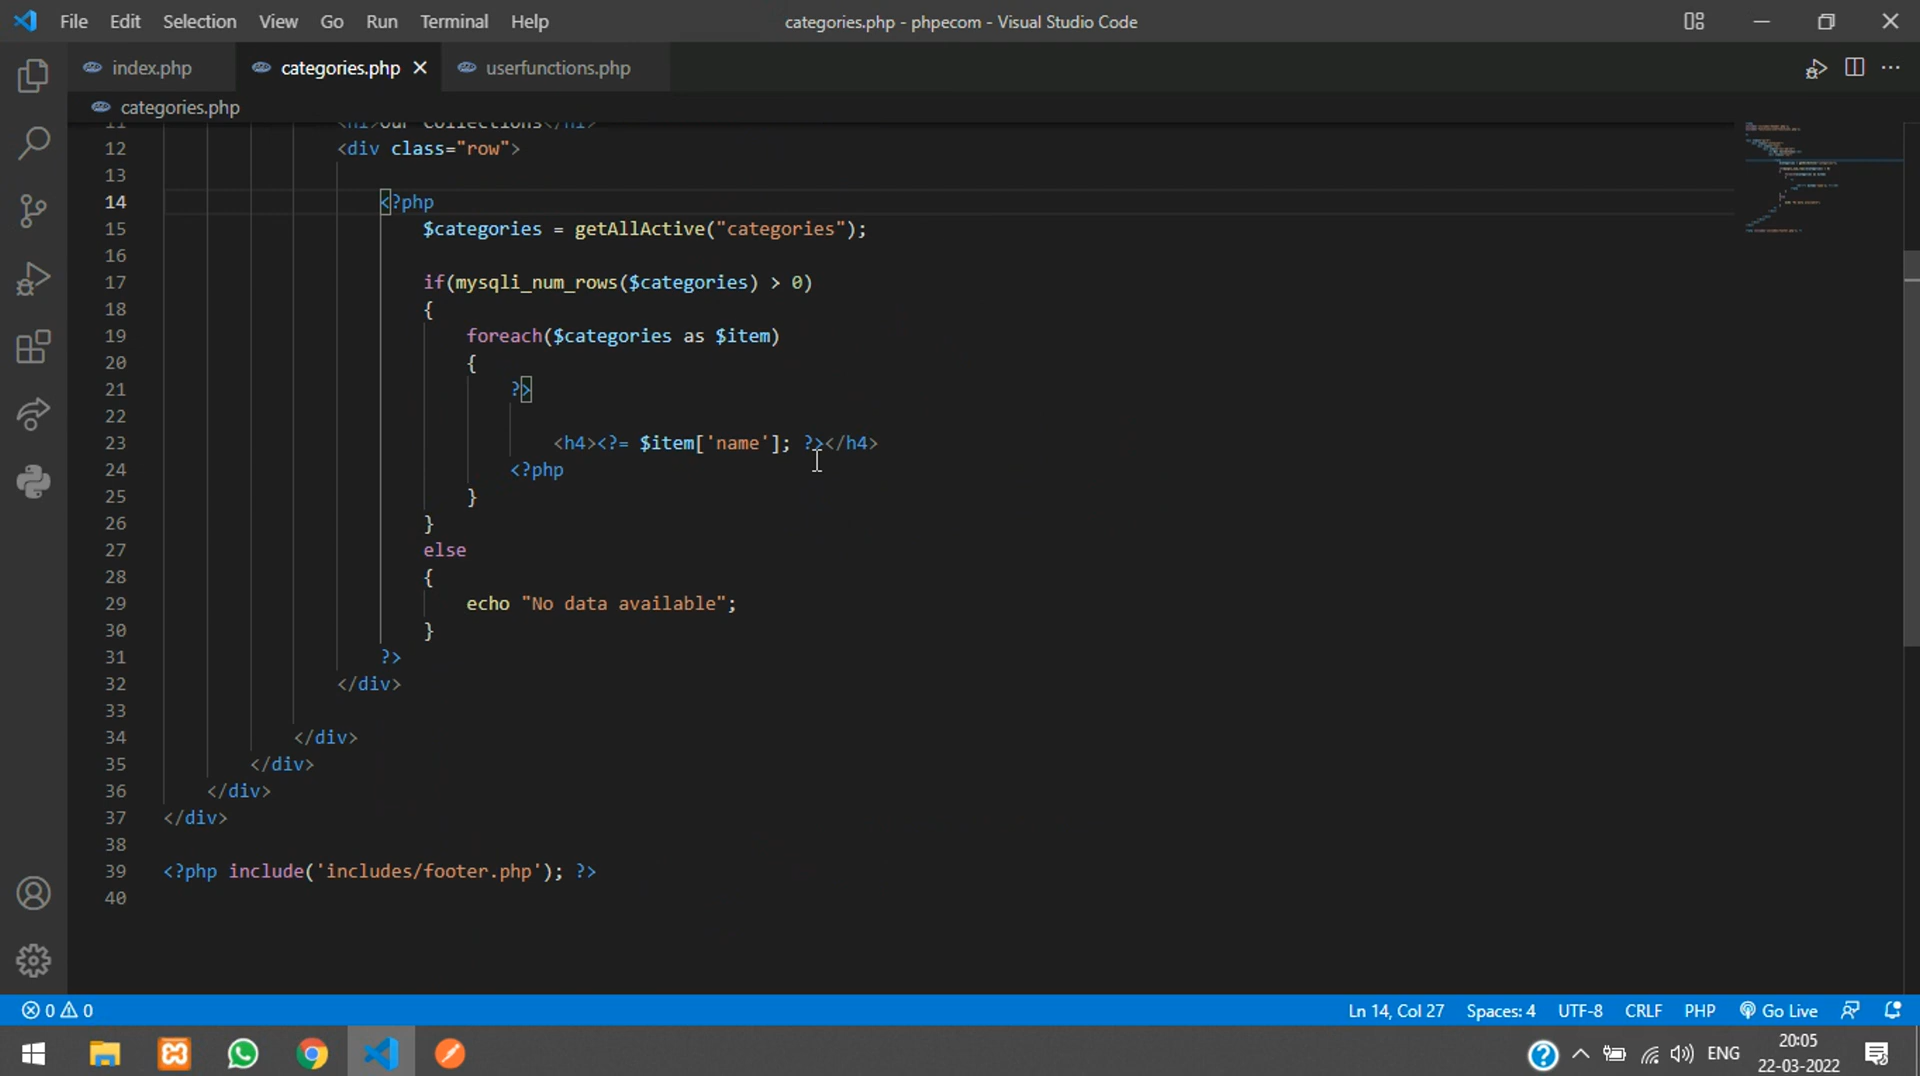 File Edit Selection View Go Run Terminal Help
categories.php - phpecom - Visual Studio Code
index.php
categories.php
userfunctions.php
categories.php
11 <h1>Our Collections</h1>
12 <div class="row">
13
14 <?php
15 $categories = getAllActive("categories");
16
17 if(mysqli_num_rows($categories) > 0)
18 {
19 foreach($categories as $item)
20 {
21 ?>
22
23 <h4><?= $item['name']; ?></h4>
24 <?php
25 }
26 }
27 else
28 {
29 echo "No data available";
30 }
31 ?>
32 </div>
33
34 </div>
35 </div>
36 </div>
37 </div>
38
39 <?php include('includes/footer.php'); ?>
40
0 0
Ln 14, Col 27 Spaces: 4 UTF-8 CRLF PHP Go Live
ENG
20:05
22-03-2022